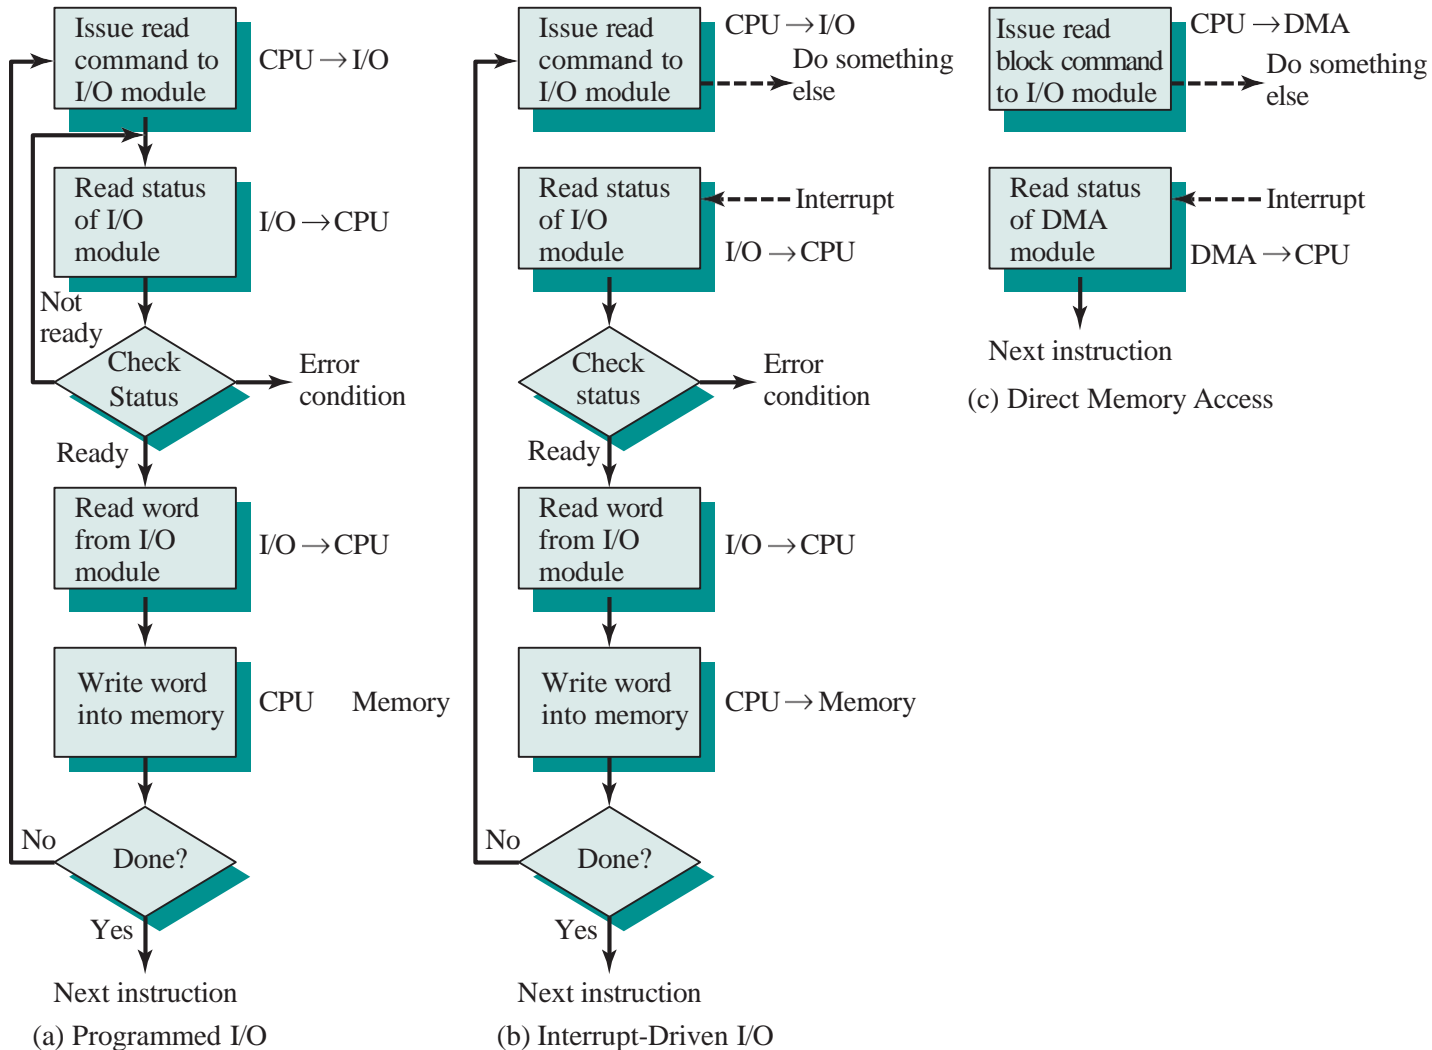 Issue read
command to
I/O module
CPU → I/O
Read status
of I/O
module
I/O → CPU
Not
ready
Check
Status
Error
condition
Ready
Read word
from I/O
module
I/O → CPU
Write word
into memory
CPU Memory
No
Done?
Yes
Next instruction
(a) Programmed I/O
Issue read
command to
I/O module
CPU → I/O
Do something
else
Read status
of I/O
module
Interrupt
I/O → CPU
Check
status
Error
condition
Ready
Read word
from I/O
module
I/O → CPU
Write word
into memory
CPU → Memory
No
Done?
Yes
Next instruction
(b) Interrupt-Driven I/O
Issue read
block command
to I/O module
CPU → DMA
Do something
else
Read status
of DMA
module
Interrupt
DMA → CPU
Next instruction
(c) Direct Memory Access